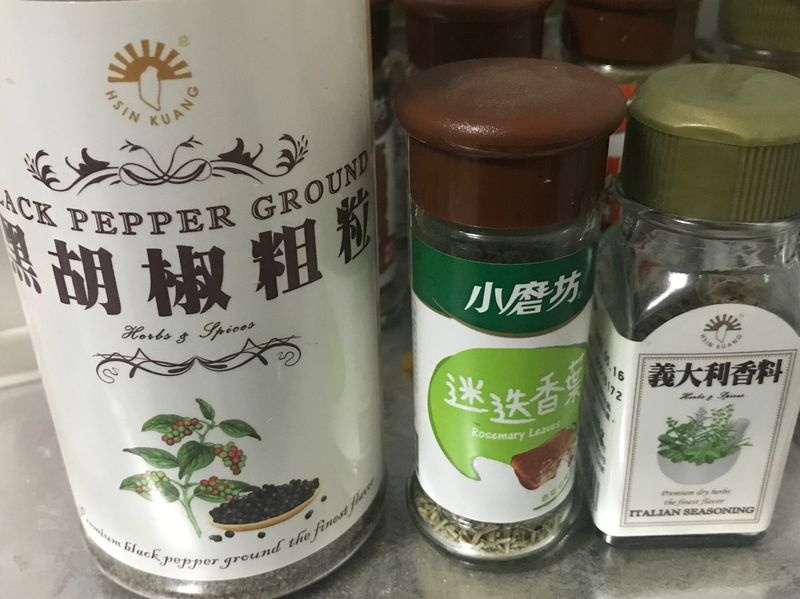 HSIN KUANG
®
BLACK PEPPER GROUND
黑胡椒粗粒
Herbs & Spices
premium black pepper ground the finest flavor
小磨坊
迷迭香葉
Rosemary Leaves
HSIN KUANG
義大利香料
Herbs & Spices
Premium dry herbs
the finest flavor
ITALIAN SEASONING